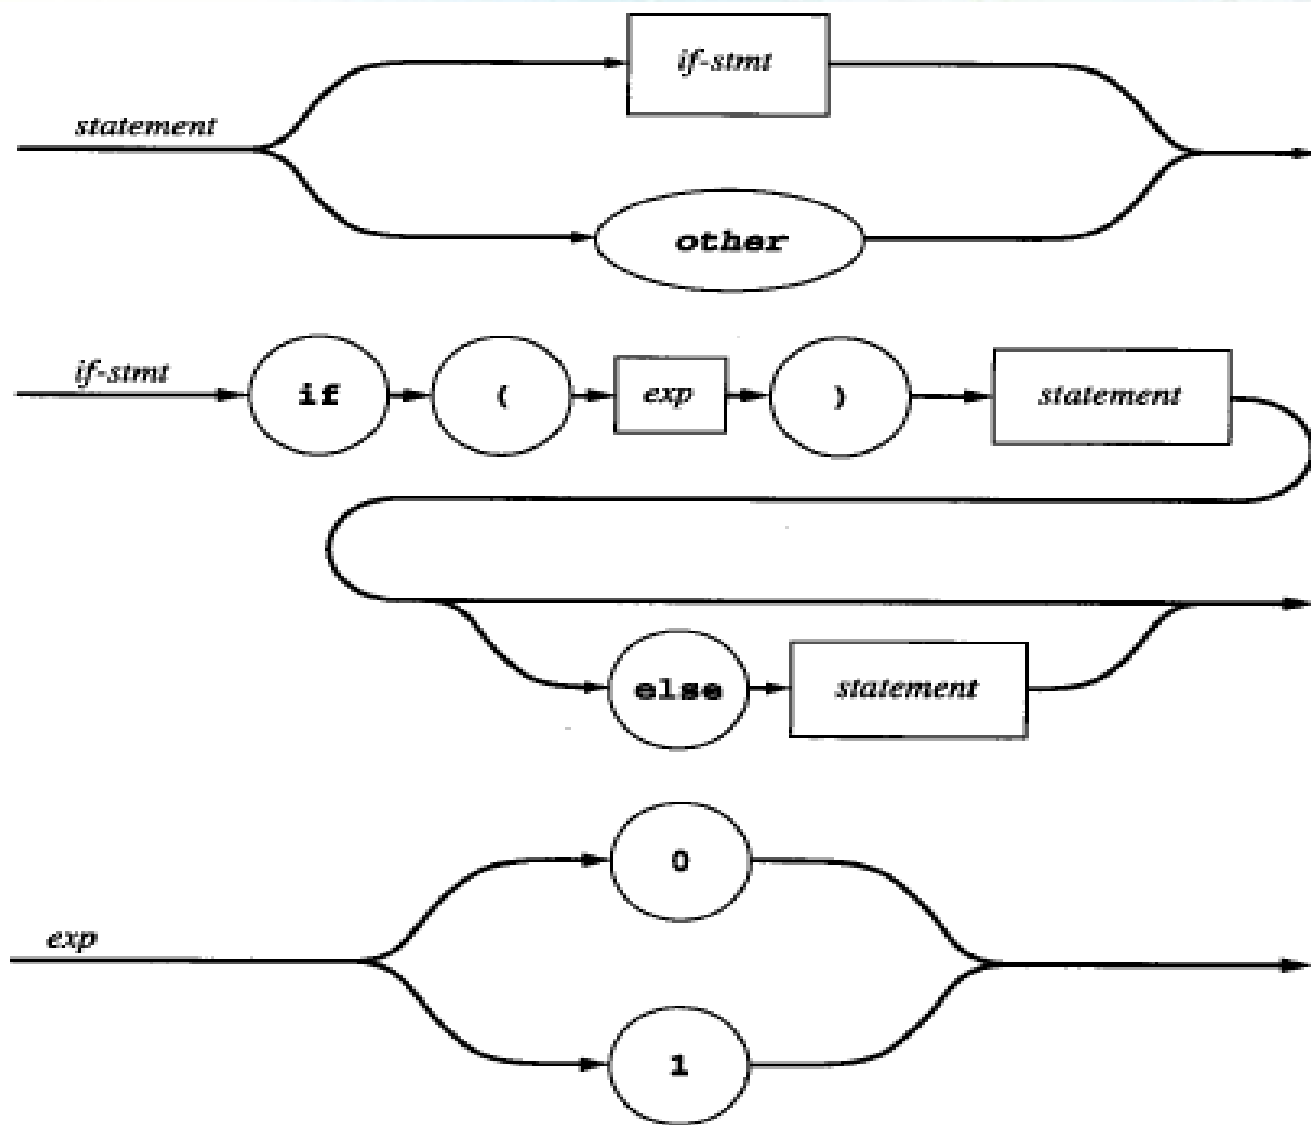 if-stmt
statement
other
if-stmt if ( exp ) statement
else statement
0
exp
1